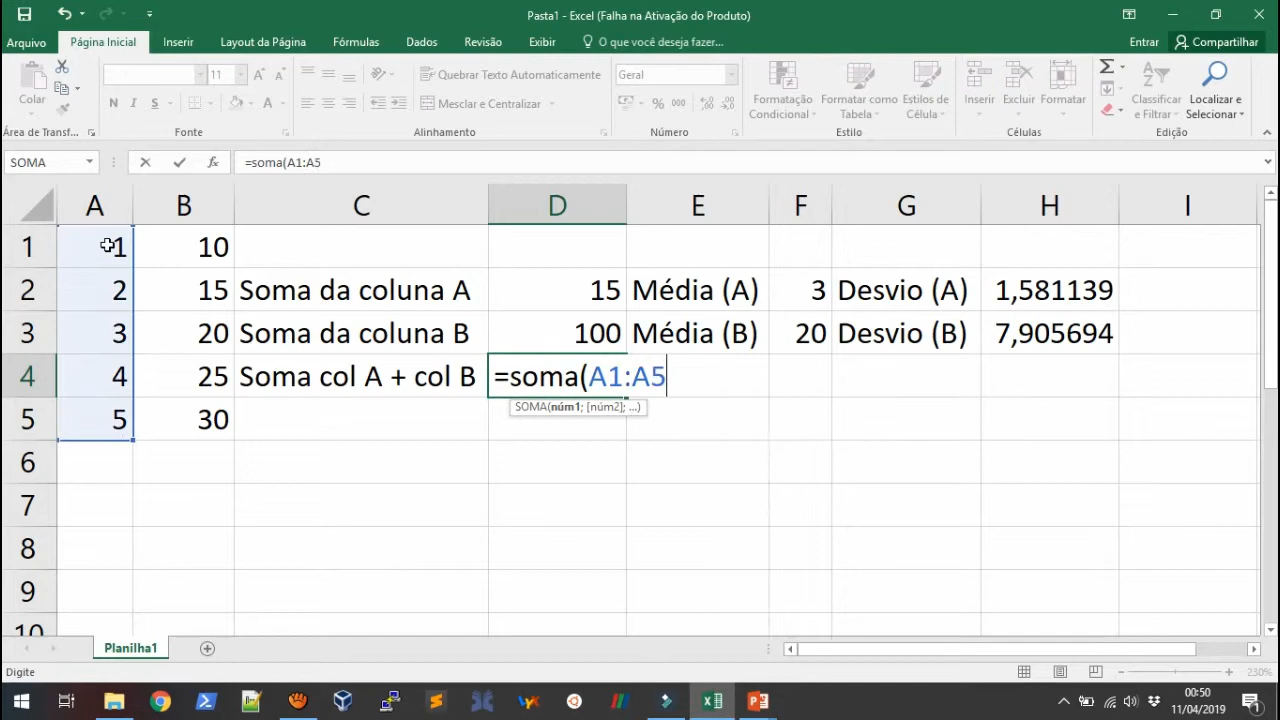 Pasta1 - Excel (Falha na Ativação do Produto)
Arquivo Página Inicial Inserir Layout da Página Fórmulas Dados Revisão Exibir O que você deseja fazer... Entrar Compartilhar
Colar
11
Quebrar Texto Automaticamente
Mesclar e Centralizar
Geral
% 000
N I S
Formatação Condicional
Formatar como Tabela
Estilos de Célula
Inserir Excluir Formatar
Classificar e Filtrar
Localizar e Selecionar
Área de Transf... Fonte Alinhamento Número Estilo Células Edição
SOMA =soma(A1:A5
A B C D E F G H I
1 1 10
2 2 15 Soma da coluna A 15 Média (A) 3 Desvio (A) 1,581139
3 3 20 Soma da coluna B 100 Média (B) 20 Desvio (B) 7,905694
4 4 25 Soma col A + col B =soma(A1:A5
SOMA(núm1; [núm2]; ...)
5 5 30
6
7
8
9
10
Planilha1
Digite 230%
00:50
11/04/2019